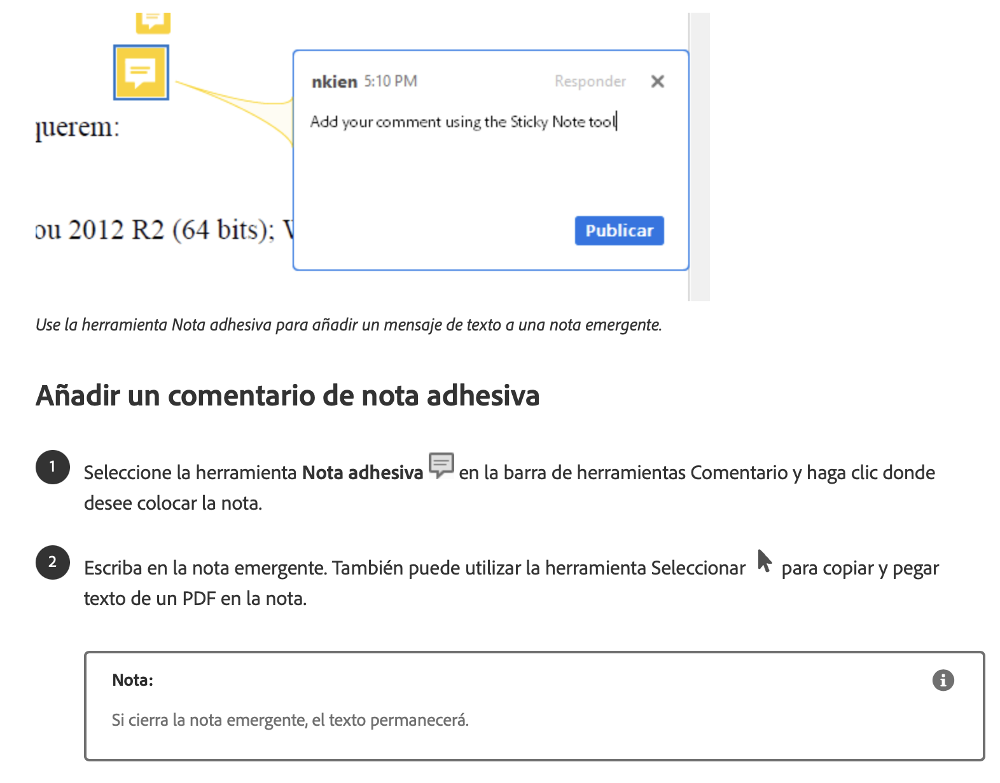 nkien 5:10 PM Responder
Add your comment using the Sticky Note tool
querem:
ou 2012 R2 (64 bits);
Publicar
Use la herramienta Nota adhesiva para añadir un mensaje de texto a una nota emergente.
Añadir un comentario de nota adhesiva
1 Seleccione la herramienta Nota adhesiva en la barra de herramientas Comentario y haga clic donde
desee colocar la nota.
2 Escriba en la nota emergente. También puede utilizar la herramienta Seleccionar para copiar y pegar
texto de un PDF en la nota.
Nota:
Si cierra la nota emergente, el texto permanecerá.